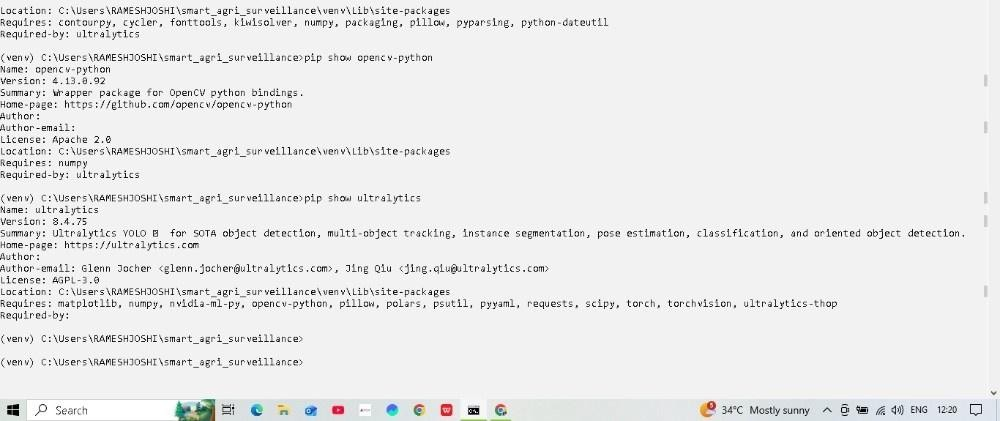 Location: C:\Users\RAMESHJOSHI\smart_agri_surveillance\venv\Lib\site-packages
Requires: contourpy, cycler, fonttools, kiwisolver, numpy, packaging, pillow, pyparsing, python-dateutil
Required-by: ultralytics
(venv) C:\Users\RAMESHJOSHI\smart_agri_surveillance>pip show opencv-python
Name: opencv-python
Version: 4.13.0.92
Summary: Wrapper package for OpenCV python bindings.
Home-page: https://github.com/opencv/opencv-python
Author:
Author-email:
License: Apache 2.0
Location: C:\Users\RAMESHJOSHI\smart_agri_surveillance\venv\Lib\site-packages
Requires: numpy
Required-by: ultralytics
(venv) C:\Users\RAMESHJOSHI\smart_agri_surveillance>pip show ultralytics
Name: ultralytics
Version: 8.4.75
Summary: Ultralytics YOLO for SOTA object detection, multi-object tracking, instance segmentation, pose estimation, classification, and oriented object detection.
Home-page: https://ultralytics.com
Author:
Author-email: Glenn Jocher <glenn.jocher@ultralytics.com>, Jing Qiu <jing.qiu@ultralytics.com>
License: AGPL-3.0
Location: C:\Users\RAMESHJOSHI\smart_agri_surveillance\venv\Lib\site-packages
Requires: matplotlib, numpy, nvidia-ml-py, opencv-python, pillow, polars, psutil, pyyaml, requests, scipy, torch, torchvision, ultralytics-thop
Required-by:
(venv) C:\Users\RAMESHJOSHI\smart_agri_surveillance>
(venv) C:\Users\RAMESHJOSHI\smart_agri_surveillance>
Search 34°C Mostly sunny ENG 12:20